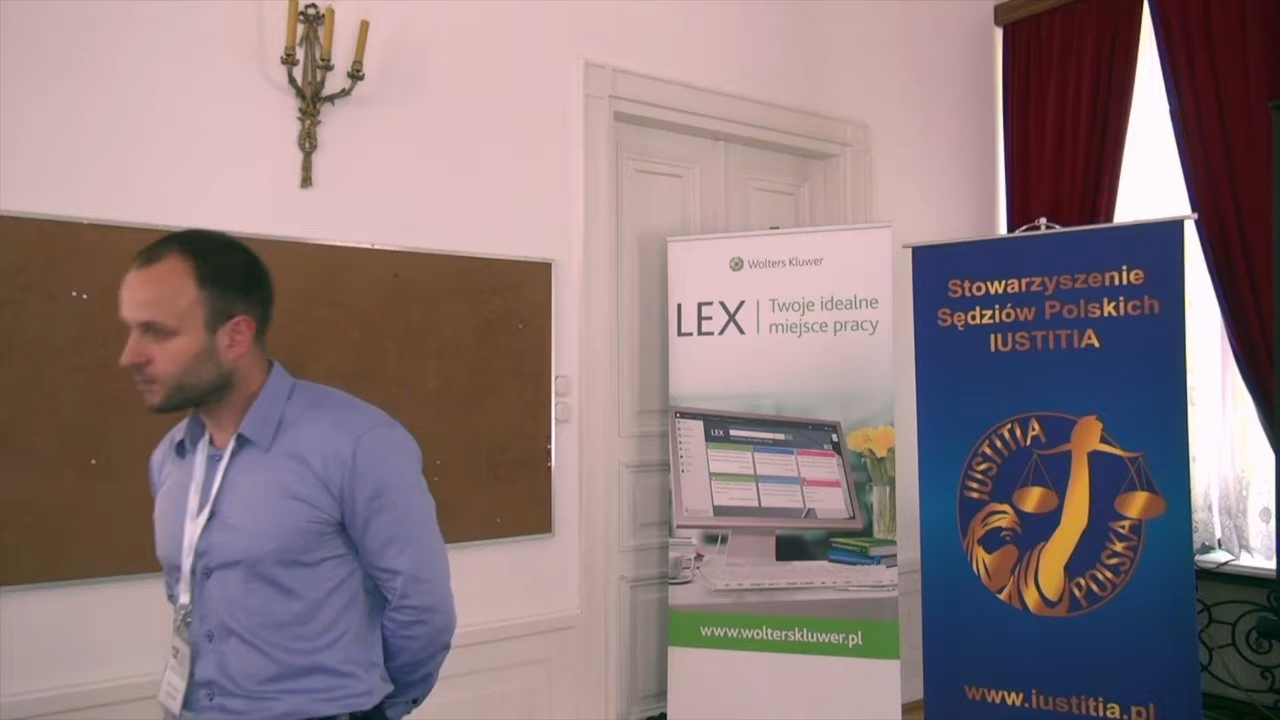 Wolters Kluwer
LEX
Twoje idealne
miejsce pracy
LEX
www.wolterskluwer.pl
Stowarzyszenie
Sędziów Polskich
IUSTITIA
IUSTITIA
POLSKA
www.iustitia.pl